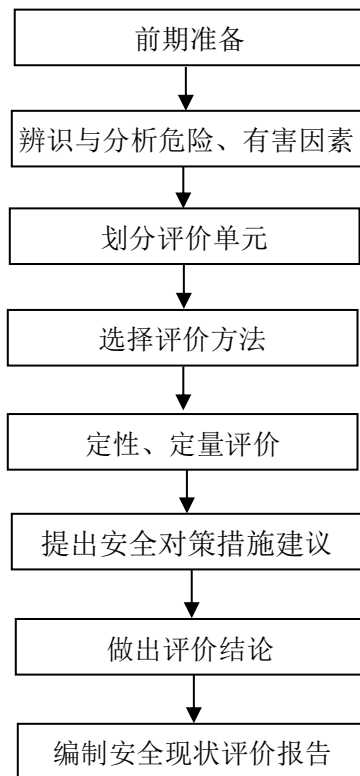 前期准备
辨识与分析危险、有害因素
划分评价单元
选择评价方法
定性、定量评价
提出安全对策措施建议
做出评价结论
编制安全现状评价报告